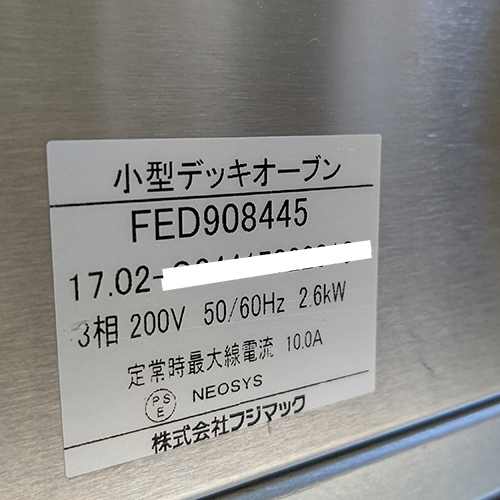 小型デッキオーブン
FED908445
17.02-
3相 200V 50/60Hz 2.6kW
定常時最大線電流 10.0A
PSE NEOSYS
株式会社フジマック